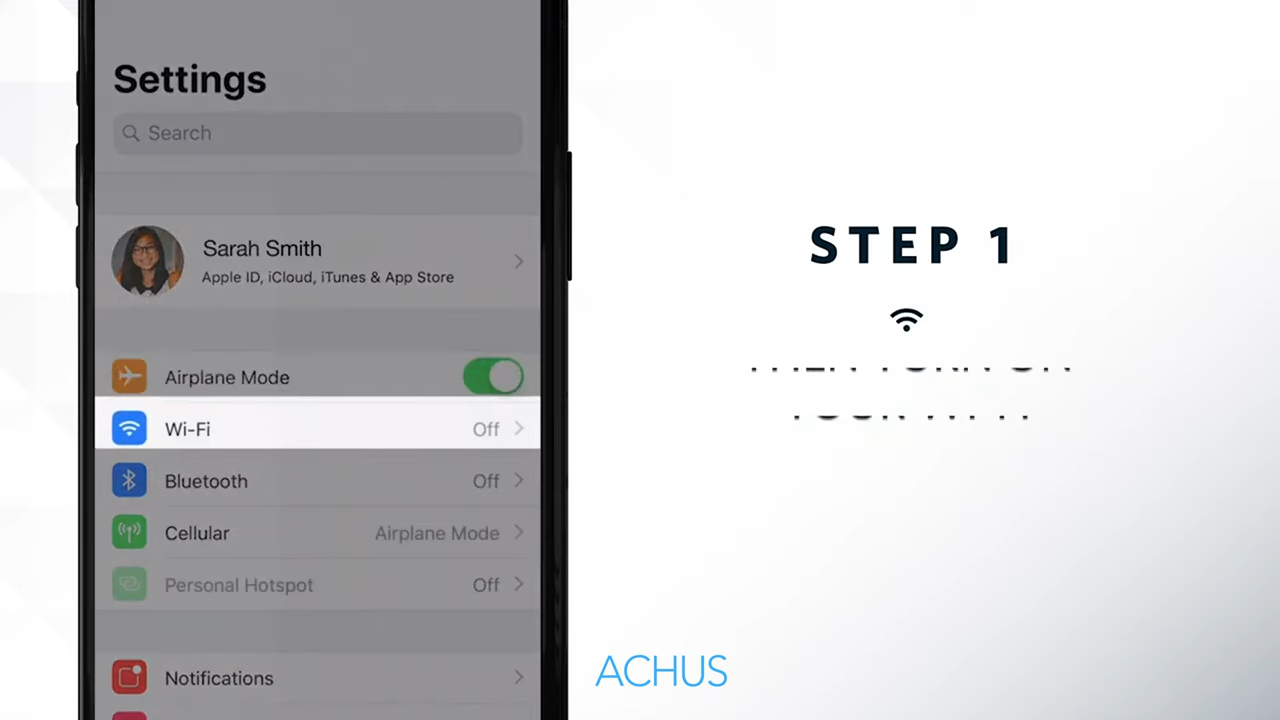 Settings
Search
Sarah Smith
Apple ID, iCloud, iTunes & App Store
Airplane Mode
Wi-Fi Off
Bluetooth Off
Cellular Airplane Mode
Personal Hotspot Off
Notifications
STEP 1
ACHUS